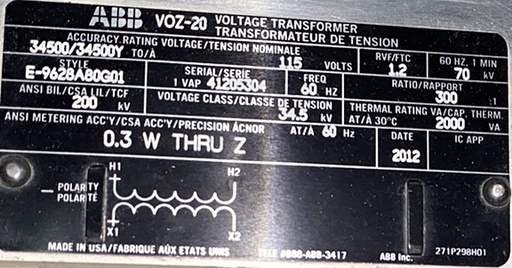 ABB VOZ-20 VOLTAGE TRANSFORMER
TRANSFORMATEUR DE TENSION
ACCURACY.RATING VOLTAGE/TENSION NOMINALE
34500/34500Y TO/A 115 VOLTS
RVF/FTC 1.2
60 HZ, 1 MIN 70 kV
STYLE E-9628A80G01
SERIAL/SERIE 1 VAP 41205304
FREQ 60 HZ
RATIO/RAPPORT 300 :1
ANSI BIL/CSA LIL/TCF 200 kV
VOLTAGE CLASS/CLASSE DE TENSION 34.5 kV
THERMAL RATING VA/CAP. THERM.
AT/A 30°C 2000 VA
ANSI METERING ACC'Y/CSA ACC'Y/PRECISION ACNOR AT/A 60 Hz
0.3 W THRU Z
DATE 2012
IC APP
H1 H2
POLARITY
POLARITÉ
X1 X2
MADE IN USA/FABRIQUE AUX ETATS UNIS
TELE #888-ABB-3417
ABB Inc.
271P298H01